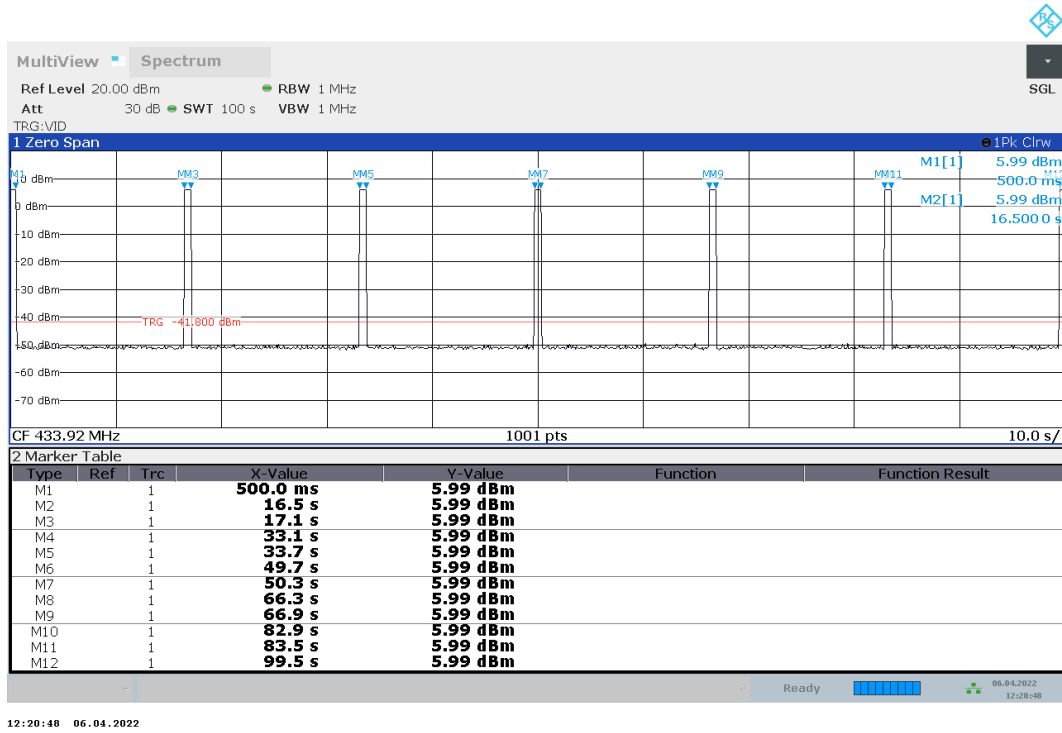 R&S
MultiView Spectrum
Ref Level 20.00 dBm RBW 1 MHz SGL
Att 30 dB SWT 100 s VBW 1 MHz
TRG:VID
1 Zero Span 1Pk Clrw
M1[1] 5.99 dBm
500.0 ms
M2[1] 5.99 dBm
16.5000 s
M1 MM3 MM5 MM7 MM9 MM11
0 dBm
-10 dBm
-20 dBm
-30 dBm
-40 dBm
TRG -41.800 dBm
-50 dBm
-60 dBm
-70 dBm
CF 433.92 MHz 1001 pts 10.0 s/
2 Marker Table
Type Ref Trc X-Value Y-Value Function Function Result
M1 1 500.0 ms 5.99 dBm
M2 1 16.5 s 5.99 dBm
M3 1 17.1 s 5.99 dBm
M4 1 33.1 s 5.99 dBm
M5 1 33.7 s 5.99 dBm
M6 1 49.7 s 5.99 dBm
M7 1 50.3 s 5.99 dBm
M8 1 66.3 s 5.99 dBm
M9 1 66.9 s 5.99 dBm
M10 1 82.9 s 5.99 dBm
M11 1 83.5 s 5.99 dBm
M12 1 99.5 s 5.99 dBm
Ready 06.04.2022
12:20:48
12:20:48 06.04.2022